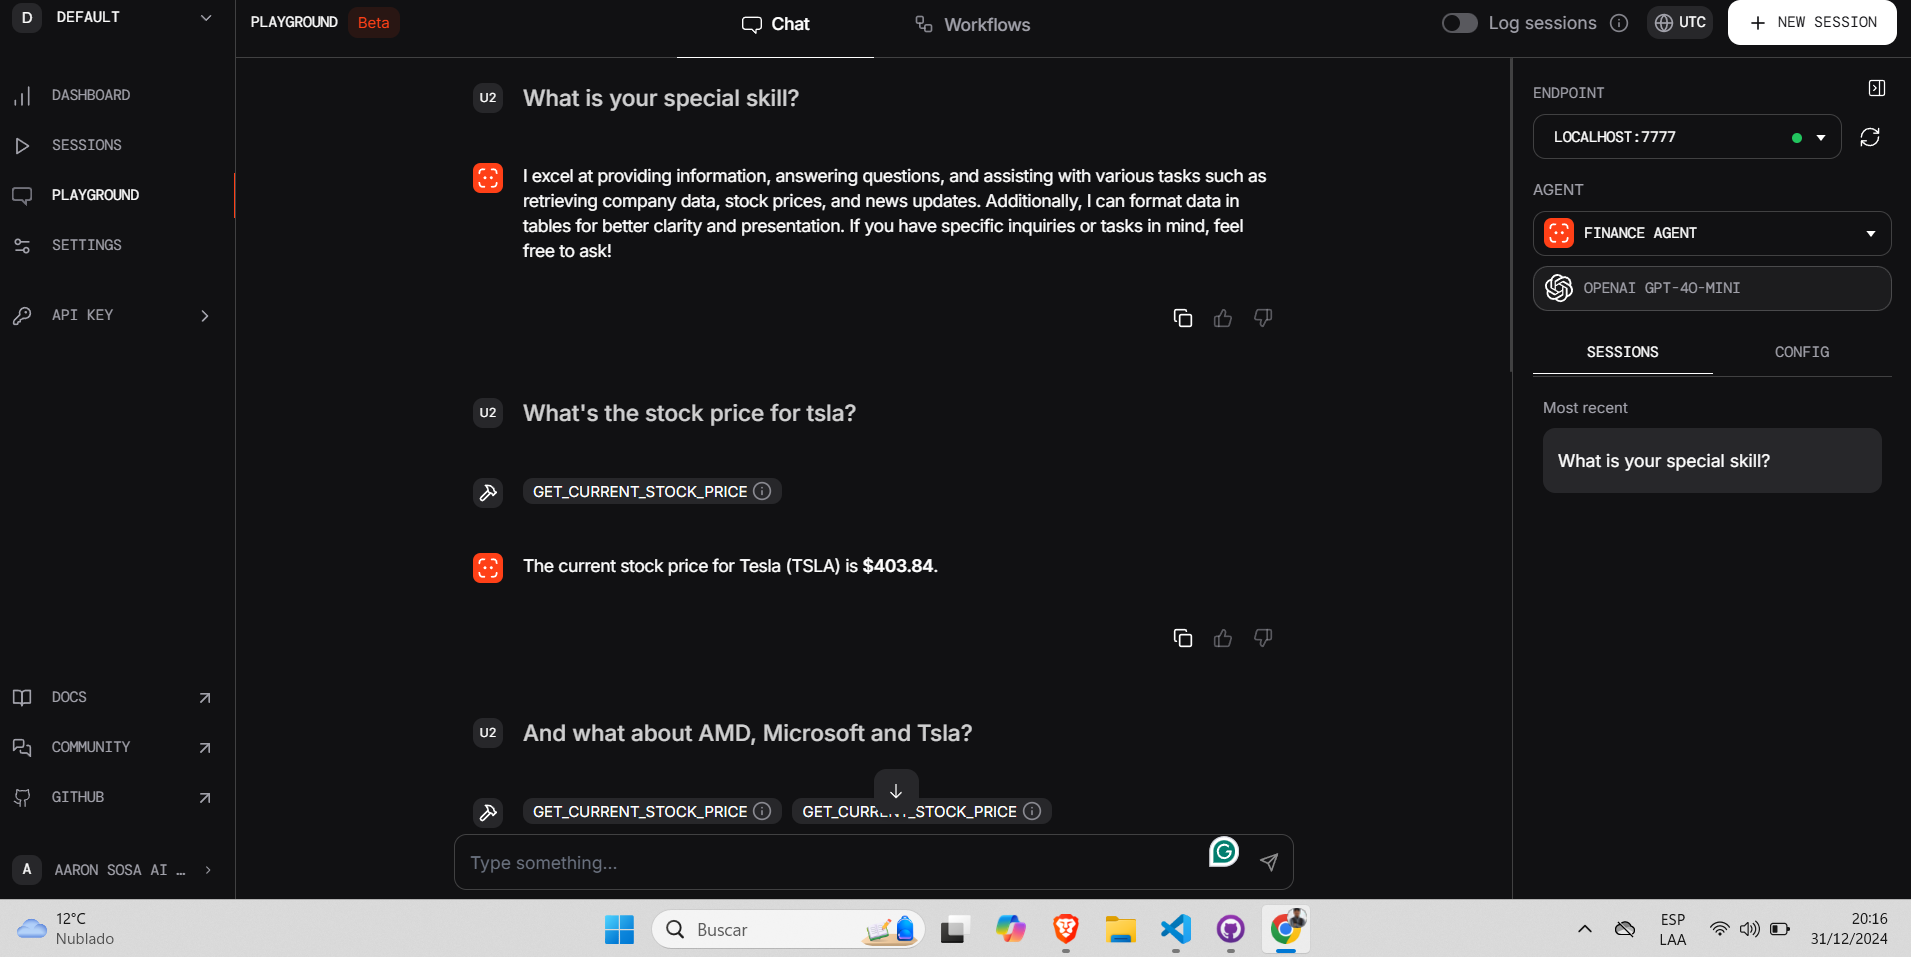 D DEFAULT
PLAYGROUND Beta
Chat
Workflows
Log sessions
UTC
NEW SESSION
DASHBOARD
SESSIONS
PLAYGROUND
SETTINGS
API KEY
DOCS
COMMUNITY
GITHUB
A AARON SOSA AI ...
U2 What is your special skill?
I excel at providing information, answering questions, and assisting with various tasks such as
retrieving company data, stock prices, and news updates. Additionally, I can format data in
tables for better clarity and presentation. If you have specific inquiries or tasks in mind, feel
free to ask!
U2 What's the stock price for tsla?
GET_CURRENT_STOCK_PRICE
The current stock price for Tesla (TSLA) is $403.84.
U2 And what about AMD, Microsoft and Tsla?
GET_CURRENT_STOCK_PRICE GET_CURRENT_STOCK_PRICE
Type something...
ENDPOINT
LOCALHOST:7777
AGENT
FINANCE AGENT
OPENAI GPT-4O-MINI
SESSIONS CONFIG
Most recent
What is your special skill?
12°C
Nublado
Buscar
ESP
LAA
20:16
31/12/2024